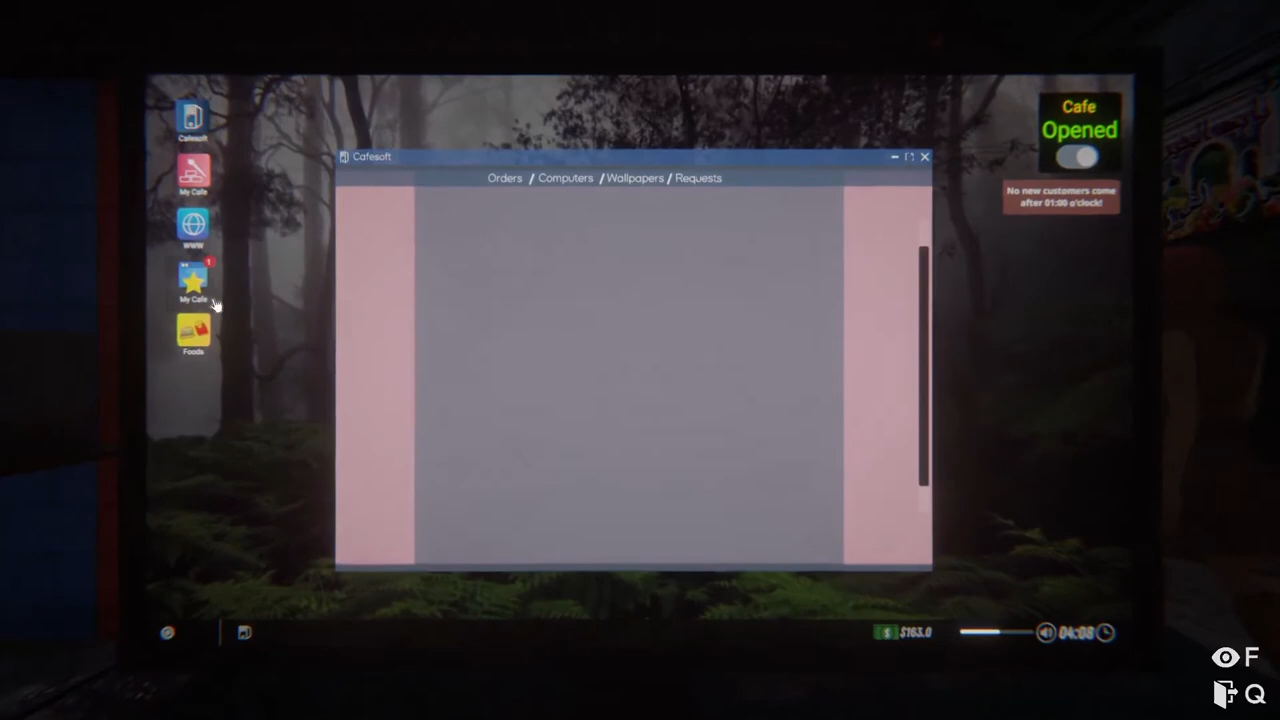 Cafesoft
My Cafe
WWW
1
My Cafe
Foods
Cafesoft
Orders / Computers / Wallpapers / Requests
Cafe
Opened
No new customers come
after 01:00 o'clock!
$163.0
04:08
F
Q